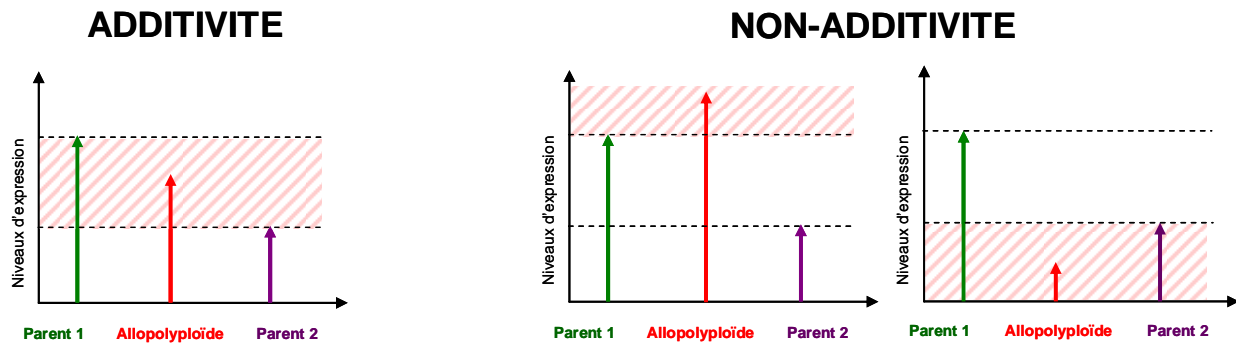 ADDITIVITE
NON-ADDITIVITE
Niveaux d'expression
Parent 1 Allopolyploïde Parent 2
Niveaux d'expression
Parent 1 Allopolyploïde Parent 2
Niveaux d'expression
Parent 1 Allopolyploïde Parent 2